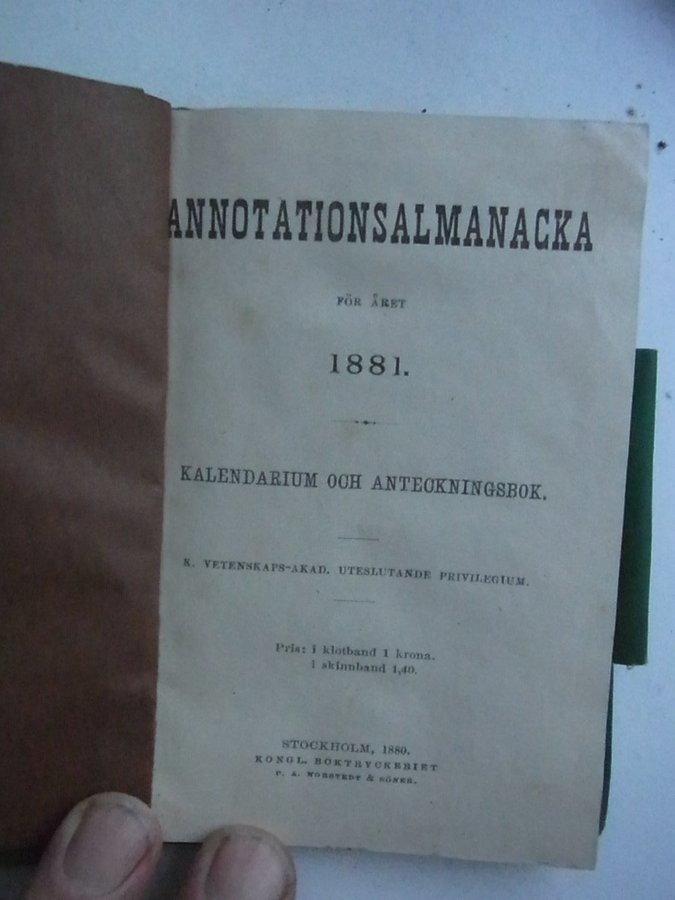 ANNOTATIONSALMANACKA
FÖR ÅRET
1881.
KALENDARIUM OCH ANTECKNINGSBOK.
K. VETENSKAPS-AKAD. UTESLUTANDE PRIVILEGIUM.
Pris: i klotband 1 krona.
i skinnband 1,40.
STOCKHOLM, 1880.
KONGL. BOKTRYCKERIET
P. A. NORSTEDT & SÖNER.